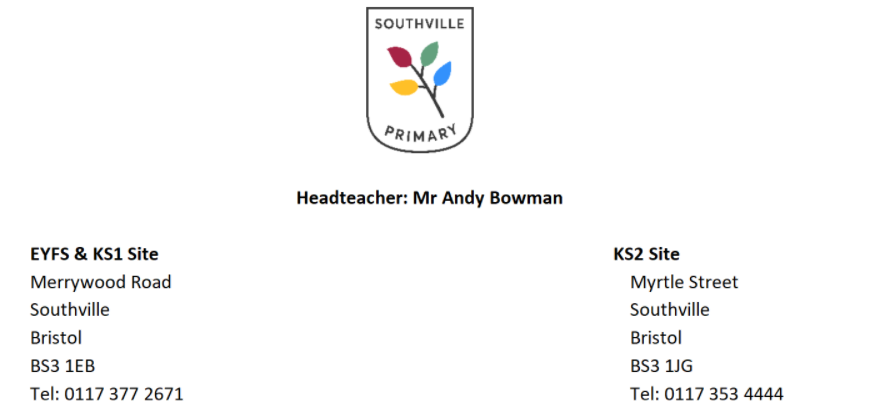 SOUTHVILLE
PRIMARY
Headteacher: Mr Andy Bowman
EYFS & KS1 Site
Merrywood Road
Southville
Bristol
BS3 1EB
Tel: 0117 377 2671
KS2 Site
Myrtle Street
Southville
Bristol
BS3 1JG
Tel: 0117 353 4444